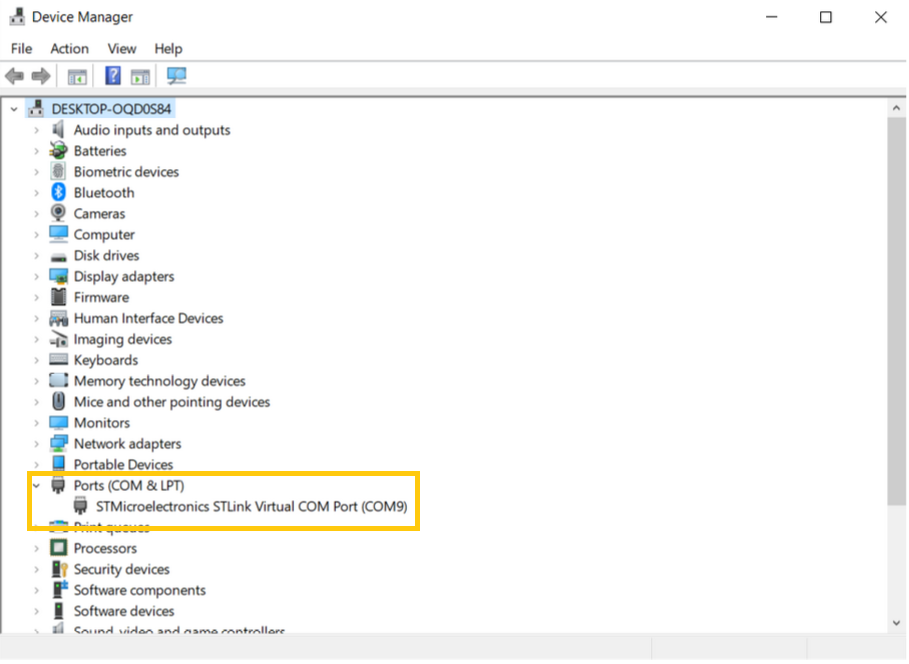 Device Manager
File Action View Help
DESKTOP-OQD0S84
Audio inputs and outputs
Batteries
Biometric devices
Bluetooth
Cameras
Computer
Disk drives
Display adapters
Firmware
Human Interface Devices
Imaging devices
Keyboards
Memory technology devices
Mice and other pointing devices
Monitors
Network adapters
Portable Devices
Ports (COM & LPT)
STMicroelectronics STLink Virtual COM Port (COM9)
Print queues
Processors
Security devices
Software components
Software devices
Sound, video and game controllers